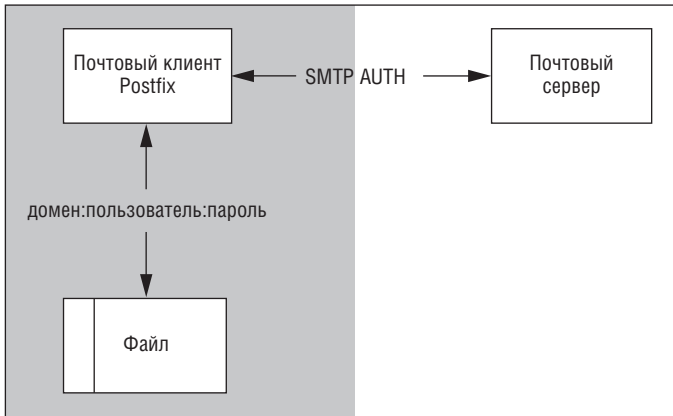 Почтовый клиент
Postfix
SMTP AUTH
Почтовый
сервер
домен:пользователь:пароль
Файл